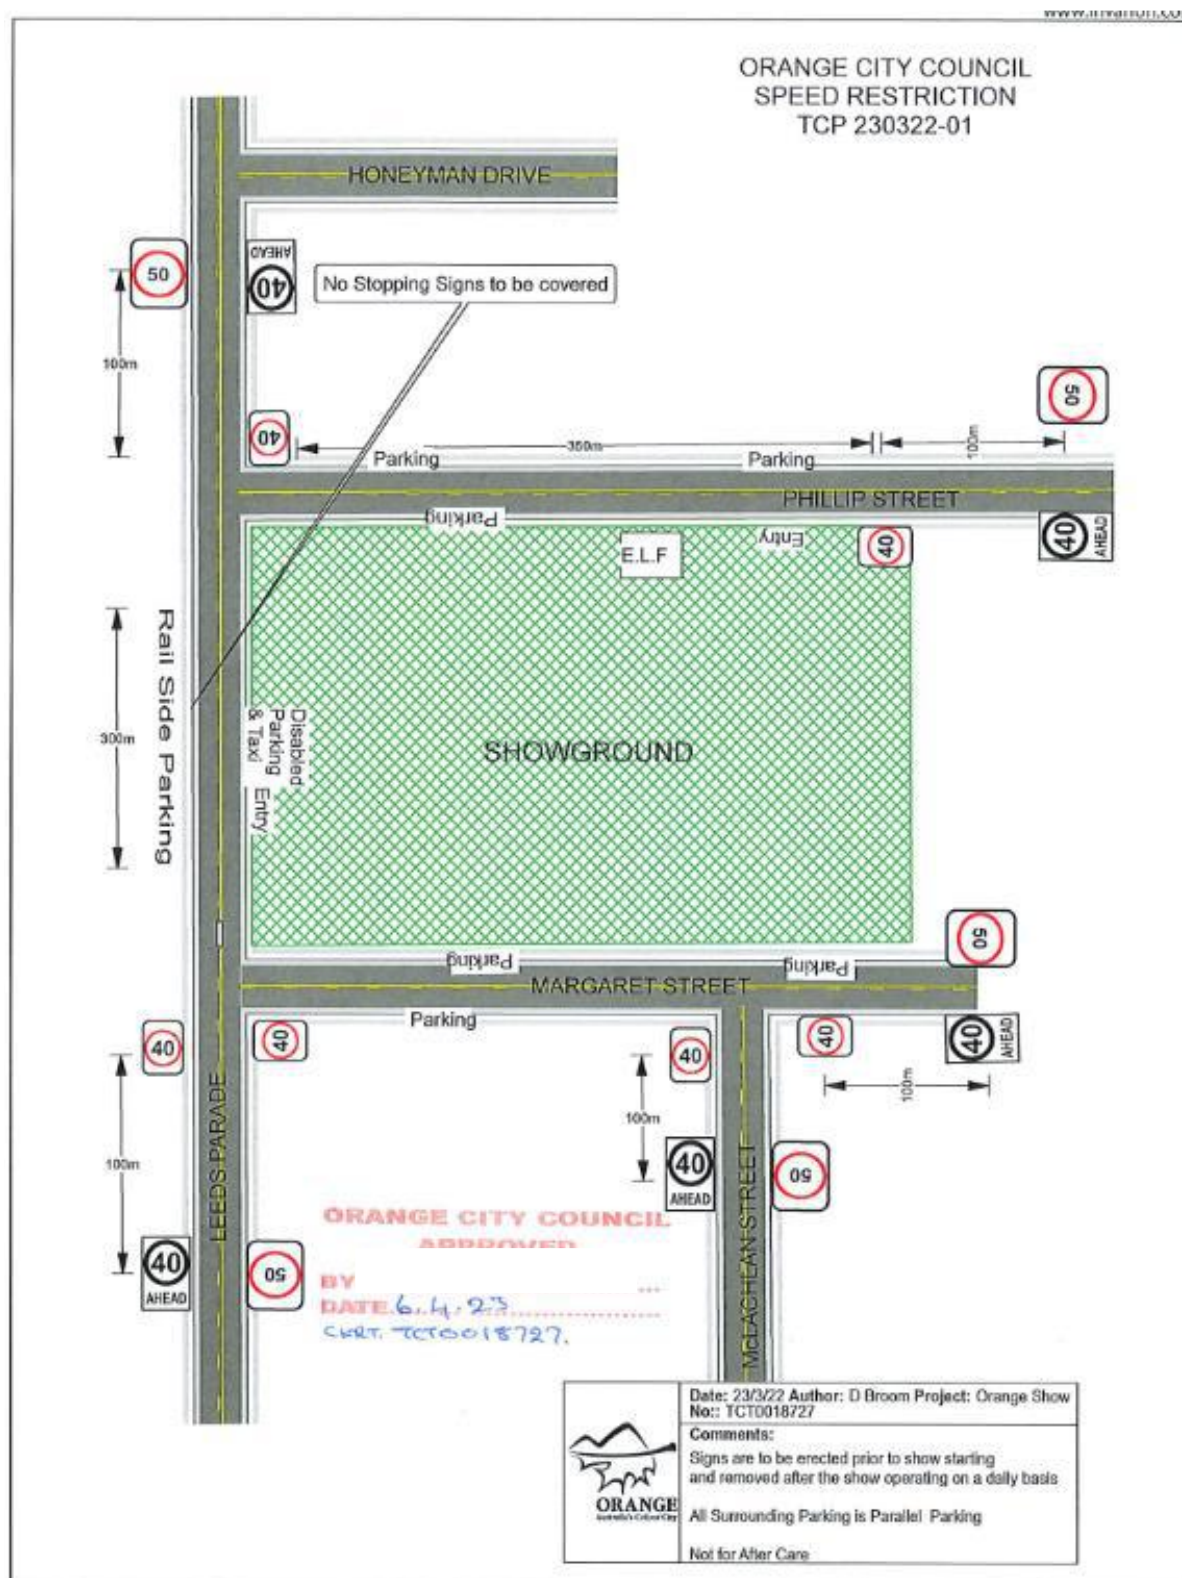 ORANGE CITY COUNCIL
SPEED RESTRICTION
TCP 230322-01
HONEYMAN DRIVE
50
40
AHEAD
No Stopping Signs to be covered
100m
50
40
Parking
350m
Parking
100m
PHILLIP STREET
Parking
E.L.F
Entry
40
40
AHEAD
Rail Side Parking
300m
Disabled
Parking
& Taxi Entry
SHOWGROUND
50
Parking
Parking
MARGARET STREET
Parking
40
40
40
40
40
AHEAD
100m
100m
100m
LEEDS PARADE
40
AHEAD
50
McLACHLAN STREET
40
AHEAD
50
ORANGE CITY COUNCIL
APPROVED
BY ...
DATE 6.4.23
CERT. TCT0018727.
Date: 23/3/22 Author: D Broom Project: Orange Show
No:: TCT0018727
Comments:
Signs are to be erected prior to show starting
and removed after the show operating on a daily basis
All Surrounding Parking is Parallel Parking
Not for After Care
ORANGE
Australia's Colour City